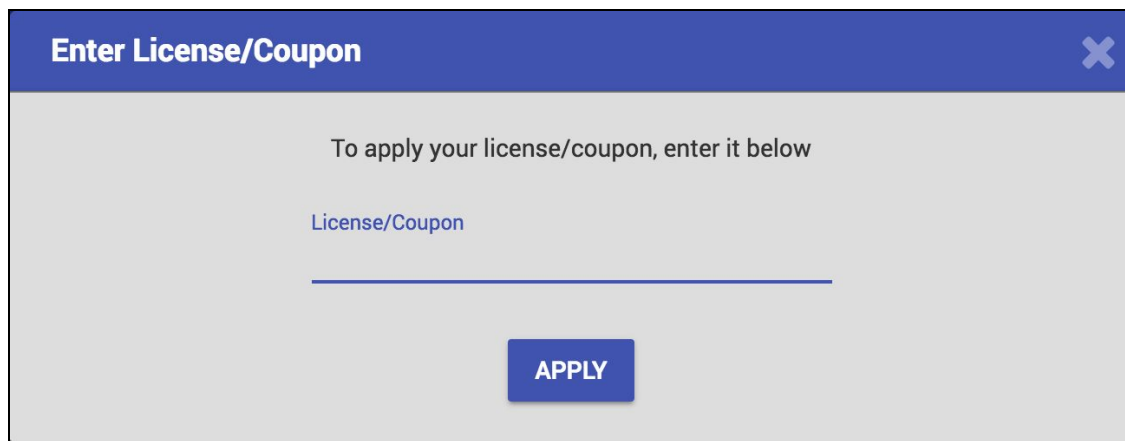 Enter License/Coupon
To apply your license/coupon, enter it below
License/Coupon
APPLY